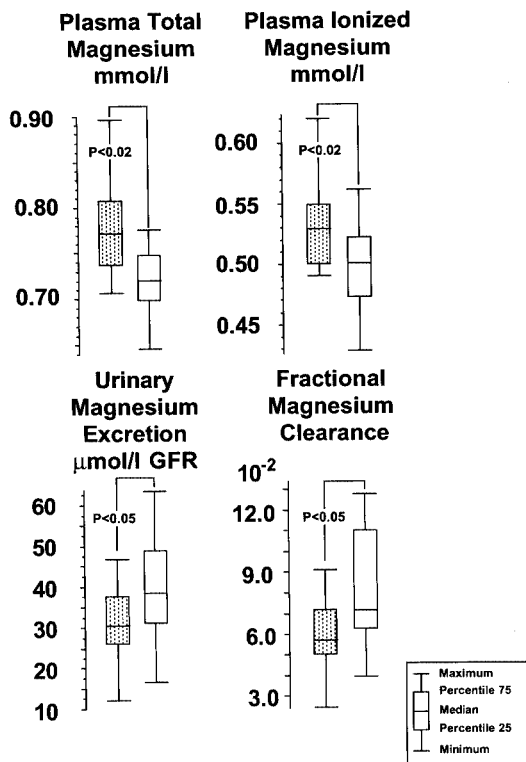 Plasma Total
Magnesium
mmol/l
0.90
0.80
0.70
P<0.02
Plasma Ionized
Magnesium
mmol/l
0.60
0.55
0.50
0.45
P<0.02
Urinary
Magnesium
Excretion
µmol/l GFR
60
50
40
30
20
10
P<0.05
Fractional
Magnesium
Clearance
10-2
12.0
9.0
6.0
3.0
P<0.05
Maximum
Percentile 75
Median
Percentile 25
Minimum